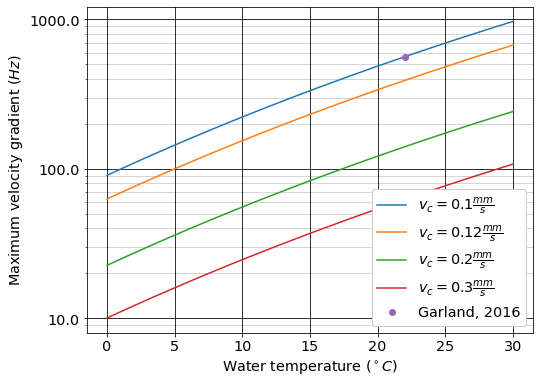 1000.0
100.0
10.0
Maximum velocity gradient (Hz)
v_c = 0.1 mm/s
v_c = 0.12 mm/s
v_c = 0.2 mm/s
v_c = 0.3 mm/s
Garland, 2016
0 5 10 15 20 25 30
Water temperature (°C)